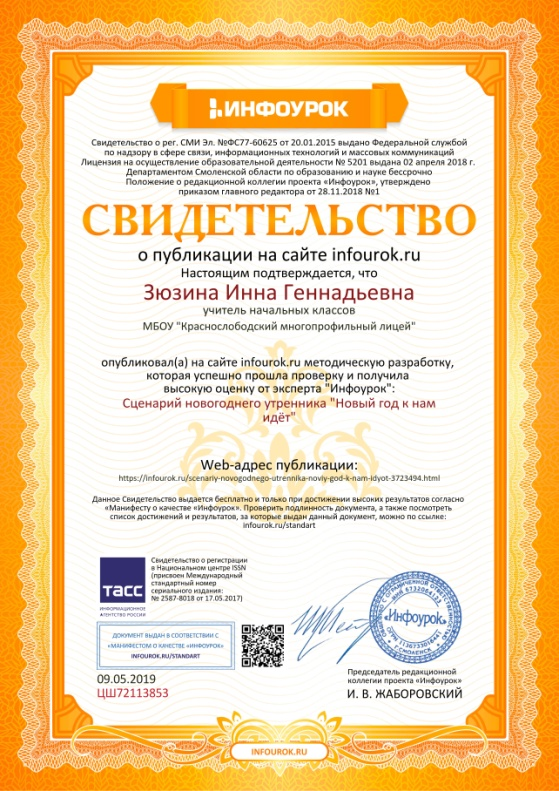 ИНФОУРОК
Свидетельство о рег. СМИ Эл. №ФС77-60625 от 20.01.2015 выдано Федеральной службой
по надзору в сфере связи, информационных технологий и массовых коммуникаций
Лицензия на осуществление образовательной деятельности № 5201 выдана 02 апреля 2018 г.
Департаментом Смоленской области по образованию и науке бессрочно
Положение о редакционной коллегии проекта «Инфоурок», утверждено
приказом главного редактора от 28.11.2018 №1
СВИДЕТЕЛЬСТВО
о публикации на сайте infourok.ru
Настоящим подтверждается, что
Зюзина Инна Геннадьевна
учитель начальных классов
МБОУ "Краснослободский многопрофильный лицей"
опубликовал(а) на сайте infourok.ru методическую разработку,
которая успешно прошла проверку и получила
высокую оценку от эксперта "Инфоурок":
Сценарий новогоднего утренника "Новый год к нам
идёт"
Web-адрес публикации:
https://infourok.ru/scenariy-novogodnego-utrennika-noviy-god-k-nam-idyot-3723494.html
Данное Свидетельство выдается бесплатно и только при достижении высоких результатов согласно
«Манифесту о качестве «Инфоурок». Проверить подлинность документа, а также посмотреть
список достижений и результатов, за которые выдан данный документ, можно по ссылке:
infourok.ru/standart
Свидетельство о регистрации
в Национальном центре ISSN
(присвоен Международный
стандартный номер
сериального издания:
№ 2587-8018 от 17.05.2017)
ТАСС
ИНФОРМАЦИОННОЕ
АГЕНТСТВО РОССИИ
ДОКУМЕНТ ВЫДАН В СООТВЕТСТВИИ С
«МАНИФЕСТОМ О КАЧЕСТВЕ «ИНФОУРОК»
INFOUROK.RU/STANDART
«Инфоурок»
09.05.2019
ЦШ72113853
Председатель редакционной
коллегии проекта «Инфоурок»
И. В. ЖАБОРОВСКИЙ
INFOUROK.RU